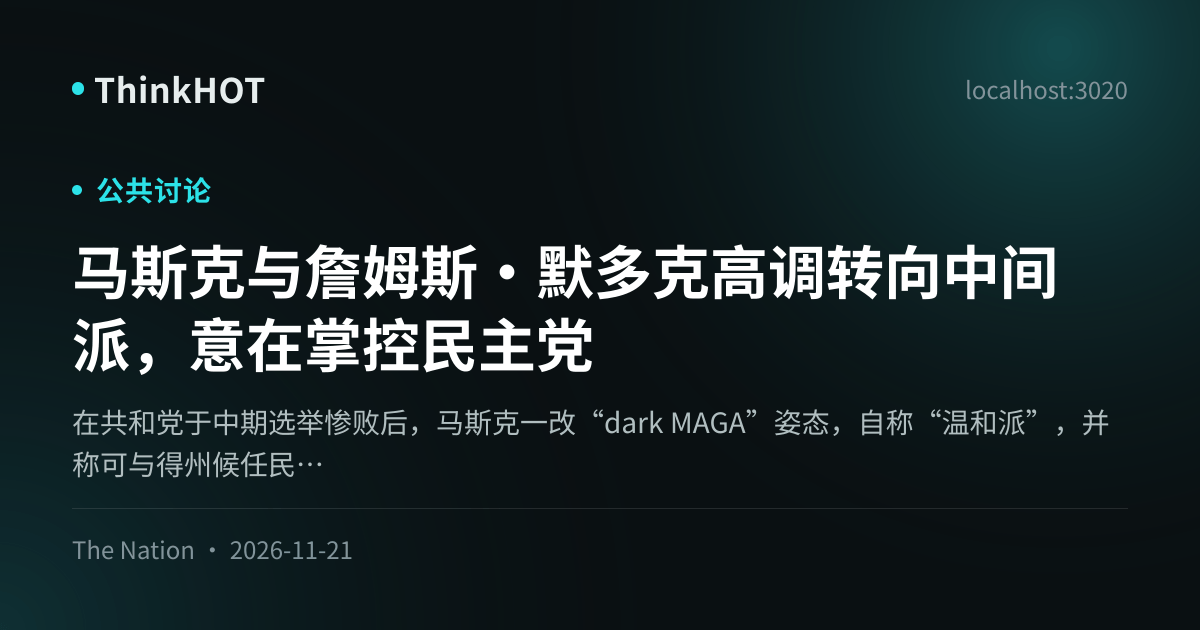 ThinkHOT
localhost:3020
公共讨论
马斯克与詹姆斯·默多克高调转向中间
派，意在掌控民主党
在共和党于中期选举惨败后，马斯克一改“dark MAGA”姿态，自称“温和派”，并
称可与得州候任民…
The Nation · 2026-11-21